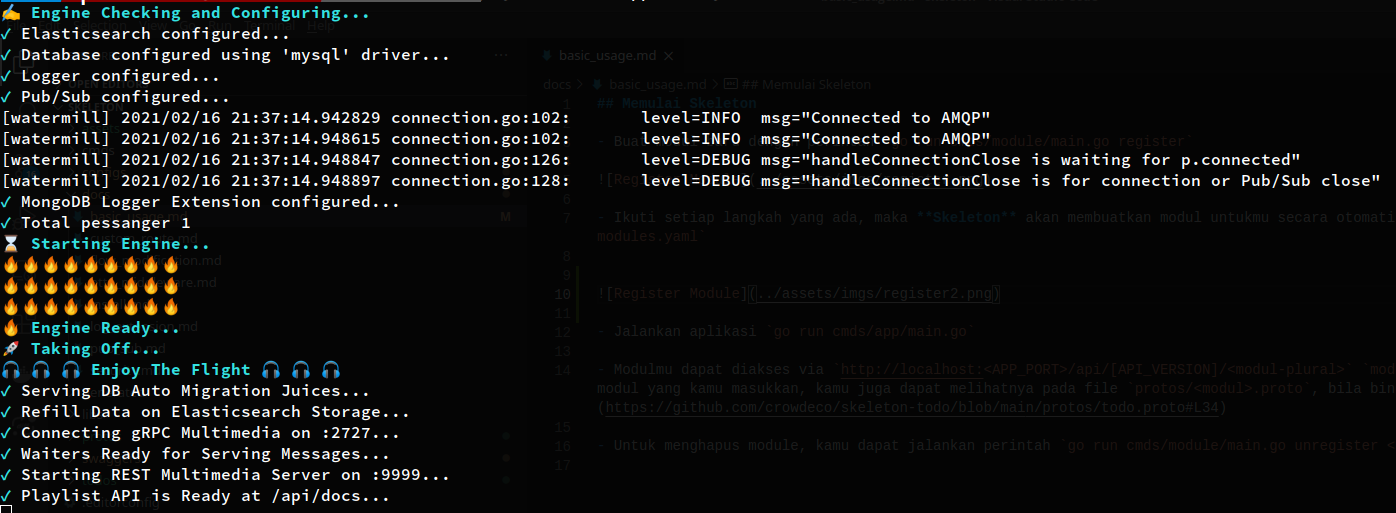 ✍ Engine Checking and Configuring...
✓ Elasticsearch configured...
✓ Database configured using 'mysql' driver...
✓ Logger configured...
✓ Pub/Sub configured...
[watermill] 2021/02/16 21:37:14.942829 connection.go:102: level=INFO msg="Connected to AMQP"
[watermill] 2021/02/16 21:37:14.948615 connection.go:102: level=INFO msg="Connected to AMQP"
[watermill] 2021/02/16 21:37:14.948847 connection.go:126: level=DEBUG msg="handleConnectionClose is waiting for p.connected"
[watermill] 2021/02/16 21:37:14.948897 connection.go:128: level=DEBUG msg="handleConnectionClose is for connection or Pub/Sub close"
✓ MongoDB Logger Extension configured...
✓ Total pessanger 1
⌛ Starting Engine...
🔥🔥🔥🔥🔥🔥🔥🔥🔥
🔥🔥🔥🔥🔥🔥🔥🔥🔥
🔥🔥🔥🔥🔥🔥🔥🔥🔥
🔥 Engine Ready...
🚀 Taking Off...
🎧 🎧 🎧 Enjoy The Flight 🎧 🎧 🎧
✓ Serving DB Auto Migration Juices...
✓ Refill Data on Elasticsearch Storage...
✓ Connecting gRPC Multimedia on :2727...
✓ Waiters Ready for Serving Messages...
✓ Starting REST Multimedia Server on :9999...
✓ Playlist API is Ready at /api/docs...
basic_usage.md
docs > basic_usage.md > ## Memulai Skeleton
1 ## Memulai Skeleton
7 - Ikuti setiap langkah yang ada, maka **Skeleton** akan membuatkan modul untukmu secara
modules.yaml`
8
9
10 ![Register Module](../assets/imgs/register2.png)
11
12 - Jalankan aplikasi `go run cmds/app/main.go`
13
14 - Modulmu dapat diakses via `http://localhost:<APP_PORT>/api/[API_VERSION]/<modul-plural>`
modul yang kamu masukkan, kamu juga dapat melihatnya pada file `protos/<modul>.proto`, bila
(https://github.com/crowdeco/skeleton-todo/blob/main/protos/todo.proto#L34)
15
16 - Untuk menghapus module, kamu dapat jalankan perintah `go run cmds/module/main.go unregister
17